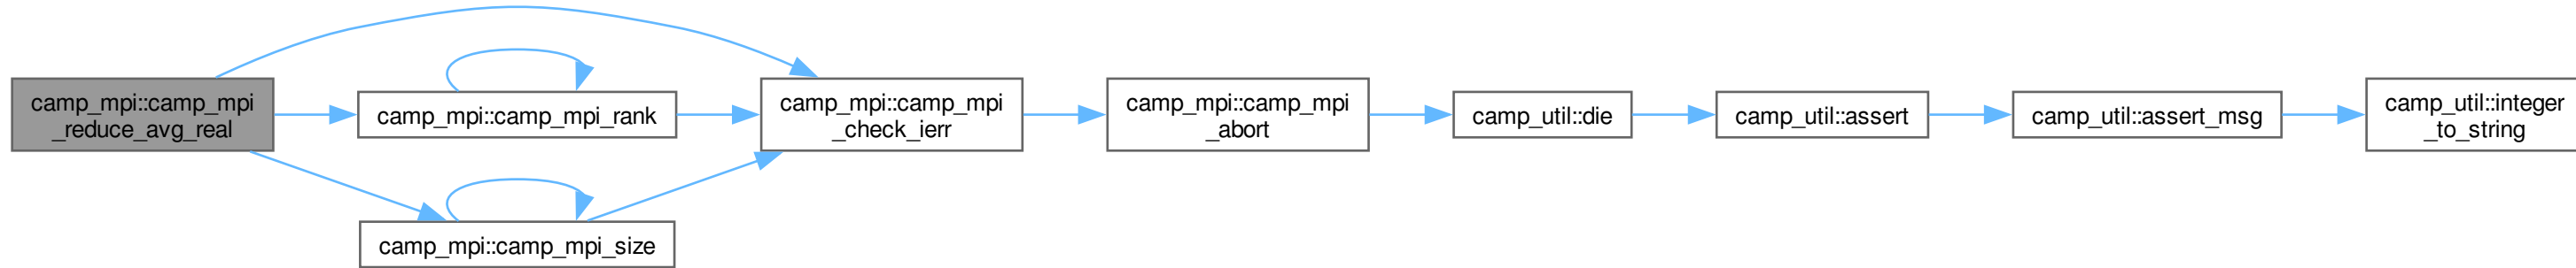 camp_mpi::camp_mpi
_reduce_avg_real
camp_mpi::camp_mpi_rank
camp_mpi::camp_mpi_size
camp_mpi::camp_mpi
_check_ierr
camp_mpi::camp_mpi
_abort
camp_util::die
camp_util::assert
camp_util::assert_msg
camp_util::integer
_to_string